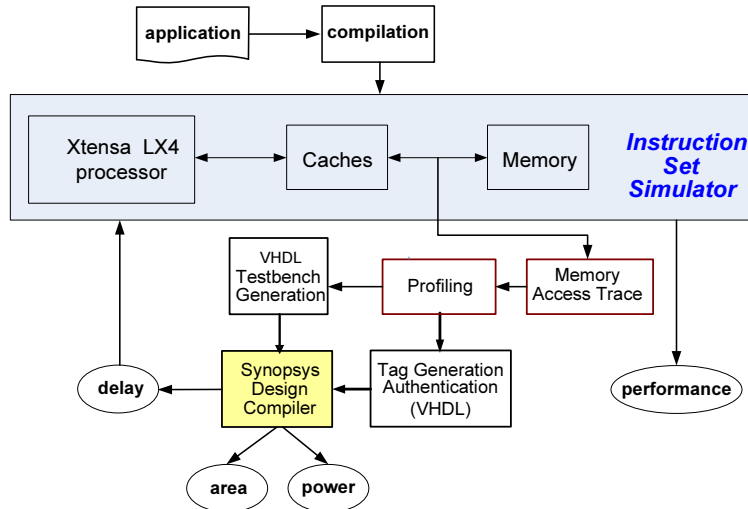 application
compilation
Xtensa LX4
processor
Caches
Memory
Instruction
Set
Simulator
VHDL
Testbench
Generation
Profiling
Memory
Access Trace
delay
Synopsys
Design
Compiler
Tag Generation
Authentication
(VHDL)
performance
area
power